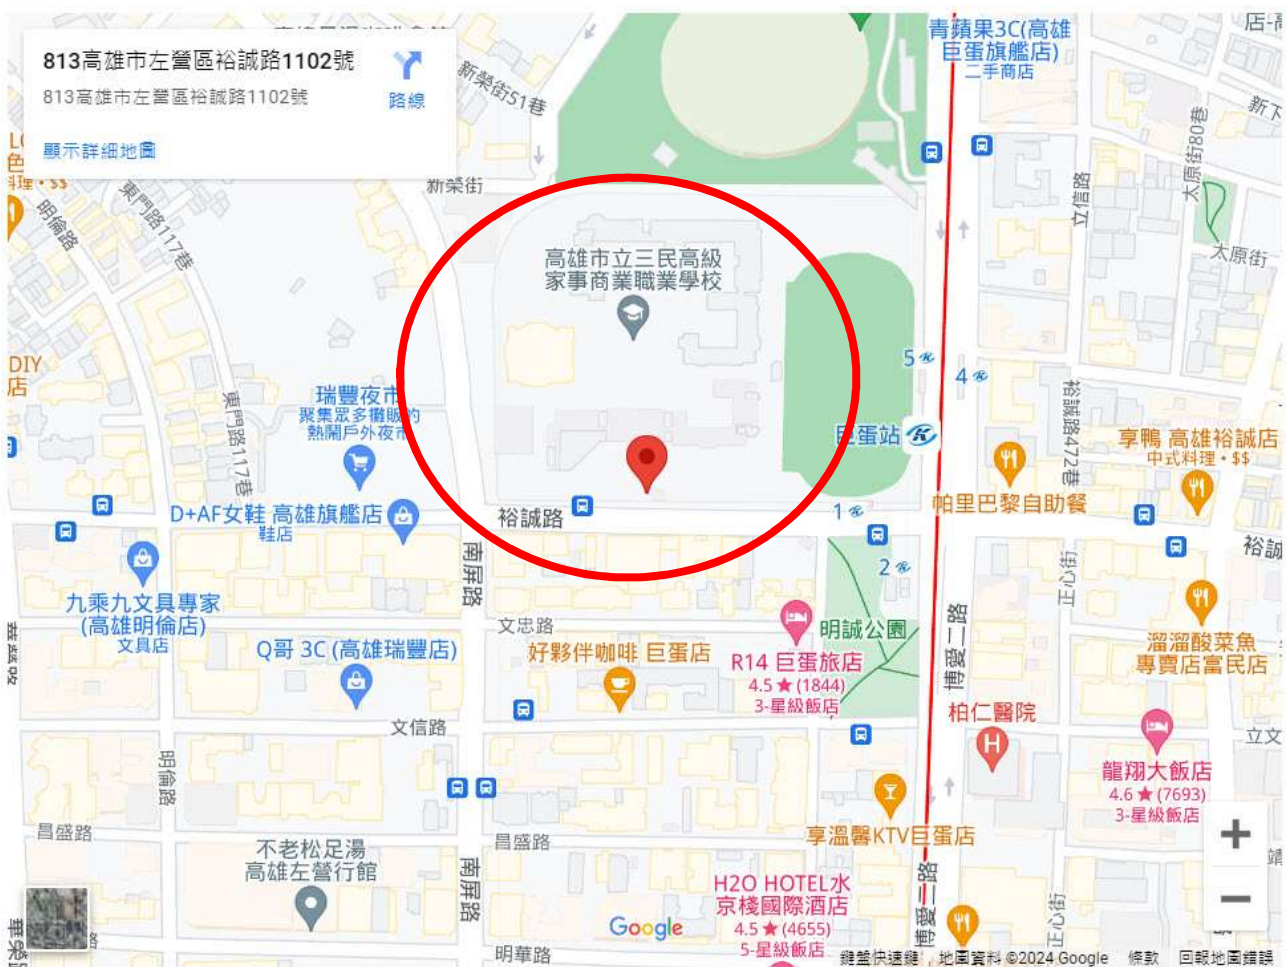 813高雄市左營區裕誠路1102號
813高雄市左營區裕誠路1102號
路線
顯示詳細地圖
青蘋果3C(高雄
巨蛋旗艦店)
二手商店
新榮街51巷
新榮街
東門路117巷
明倫路
太原街80巷
立信路
太原街
高雄市立三民高級
家事商業職業學校
DIY
店
瑞豐夜市
聚集眾多攤販的
熱鬧戶外夜市
東門路117巷
5
4
巨蛋站
裕誠路472巷
享鴨 高雄裕誠店
中式料理・$$
帕里巴黎自助餐
D+AF女鞋 高雄旗艦店
鞋店
裕誠路
1
裕誠
南屏路
2
正心街
九乘九文具專家
(高雄明倫店)
文具店
文忠路
明誠公園
博愛二路
溜溜酸菜魚
專賣店富民店
Q哥 3C (高雄瑞豐店)
好夥伴咖啡 巨蛋店
R14 巨蛋旅店
4.5★(1844)
3-星級飯店
文信路
柏仁醫院
立文
明倫路
龍翔大飯店
4.6★(7693)
3-星級飯店
昌盛路
昌盛路
享溫馨KTV巨蛋店
不老松足湯
高雄左營行館
南屏路
H2O HOTEL水
京棧國際酒店
4.5★(4655)
5-星級飯店
博愛二路
正心街
Google
明華路
鍵盤快速鍵
地圖資料 ©2024 Google
條款
回報地圖錯誤